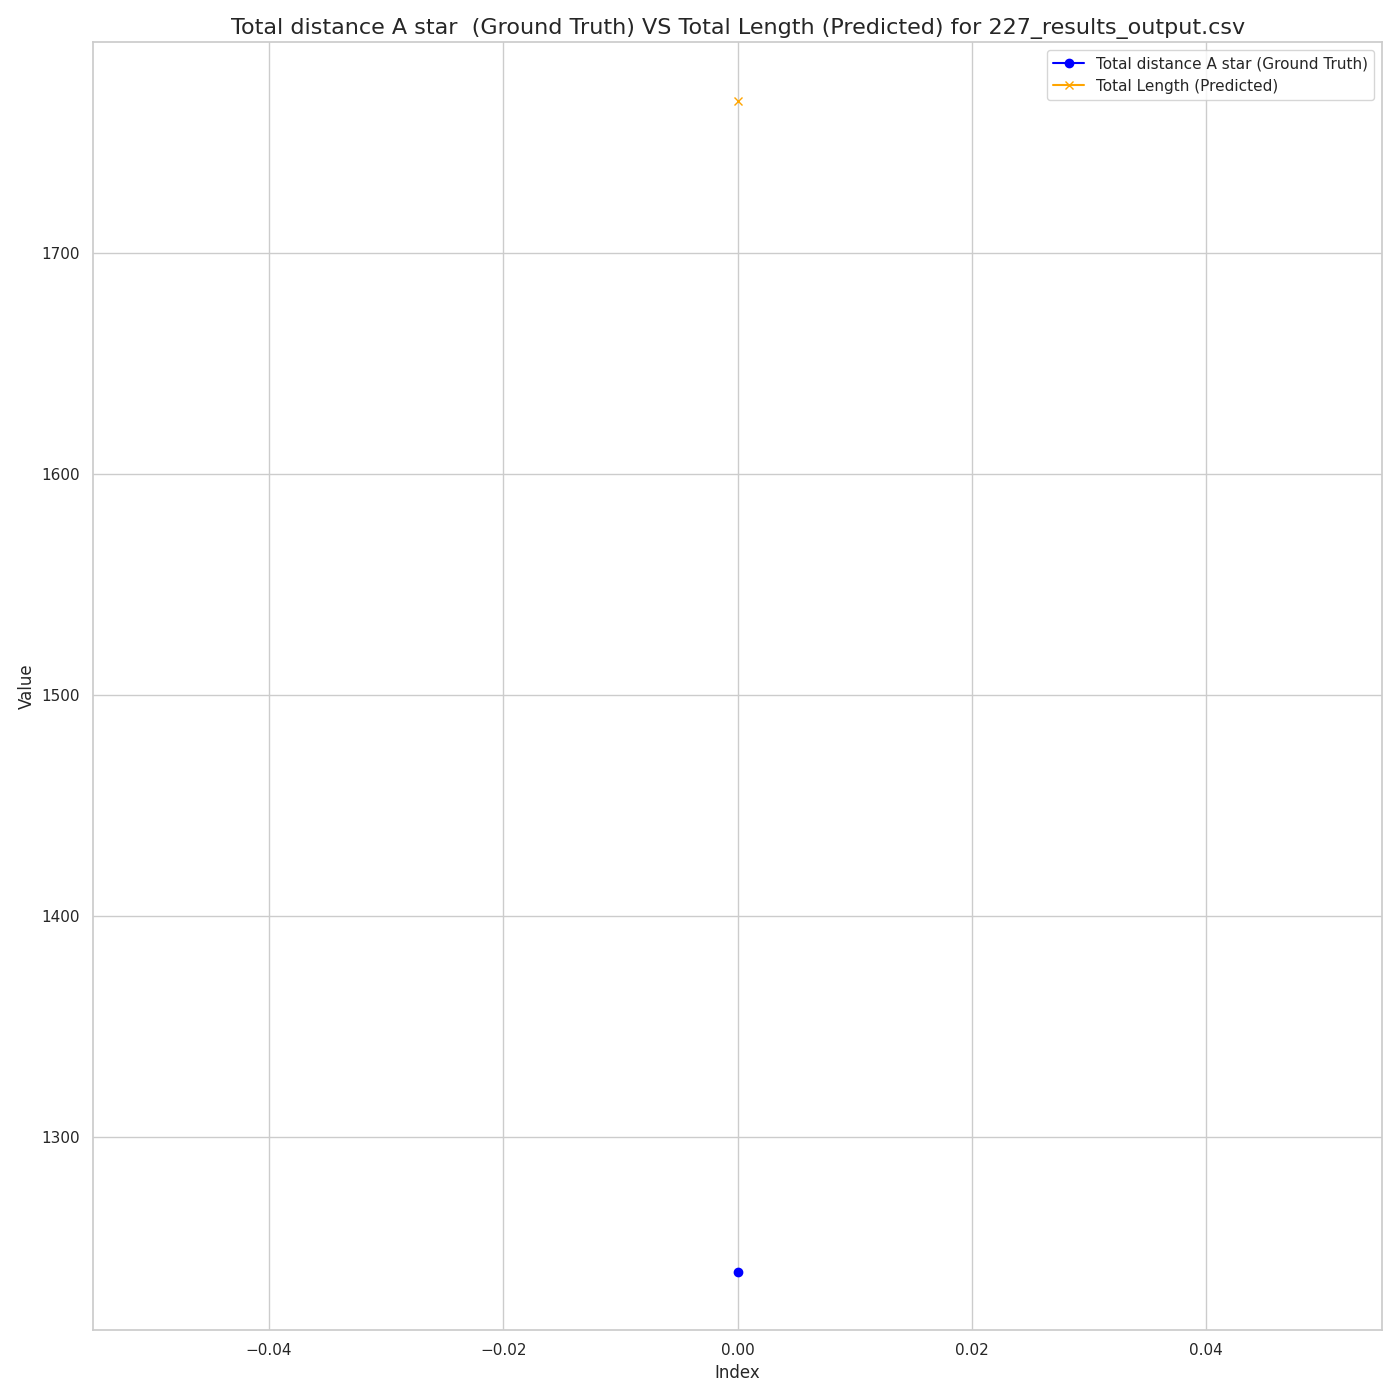 Total distance A star  (Ground Truth) VS Total Length (Predicted) for 227_results_output.csv
Total distance A star (Ground Truth)
Total Length (Predicted)
1700
1600
1500
1400
1300
Value
−0.04
−0.02
0.00
0.02
0.04
Index